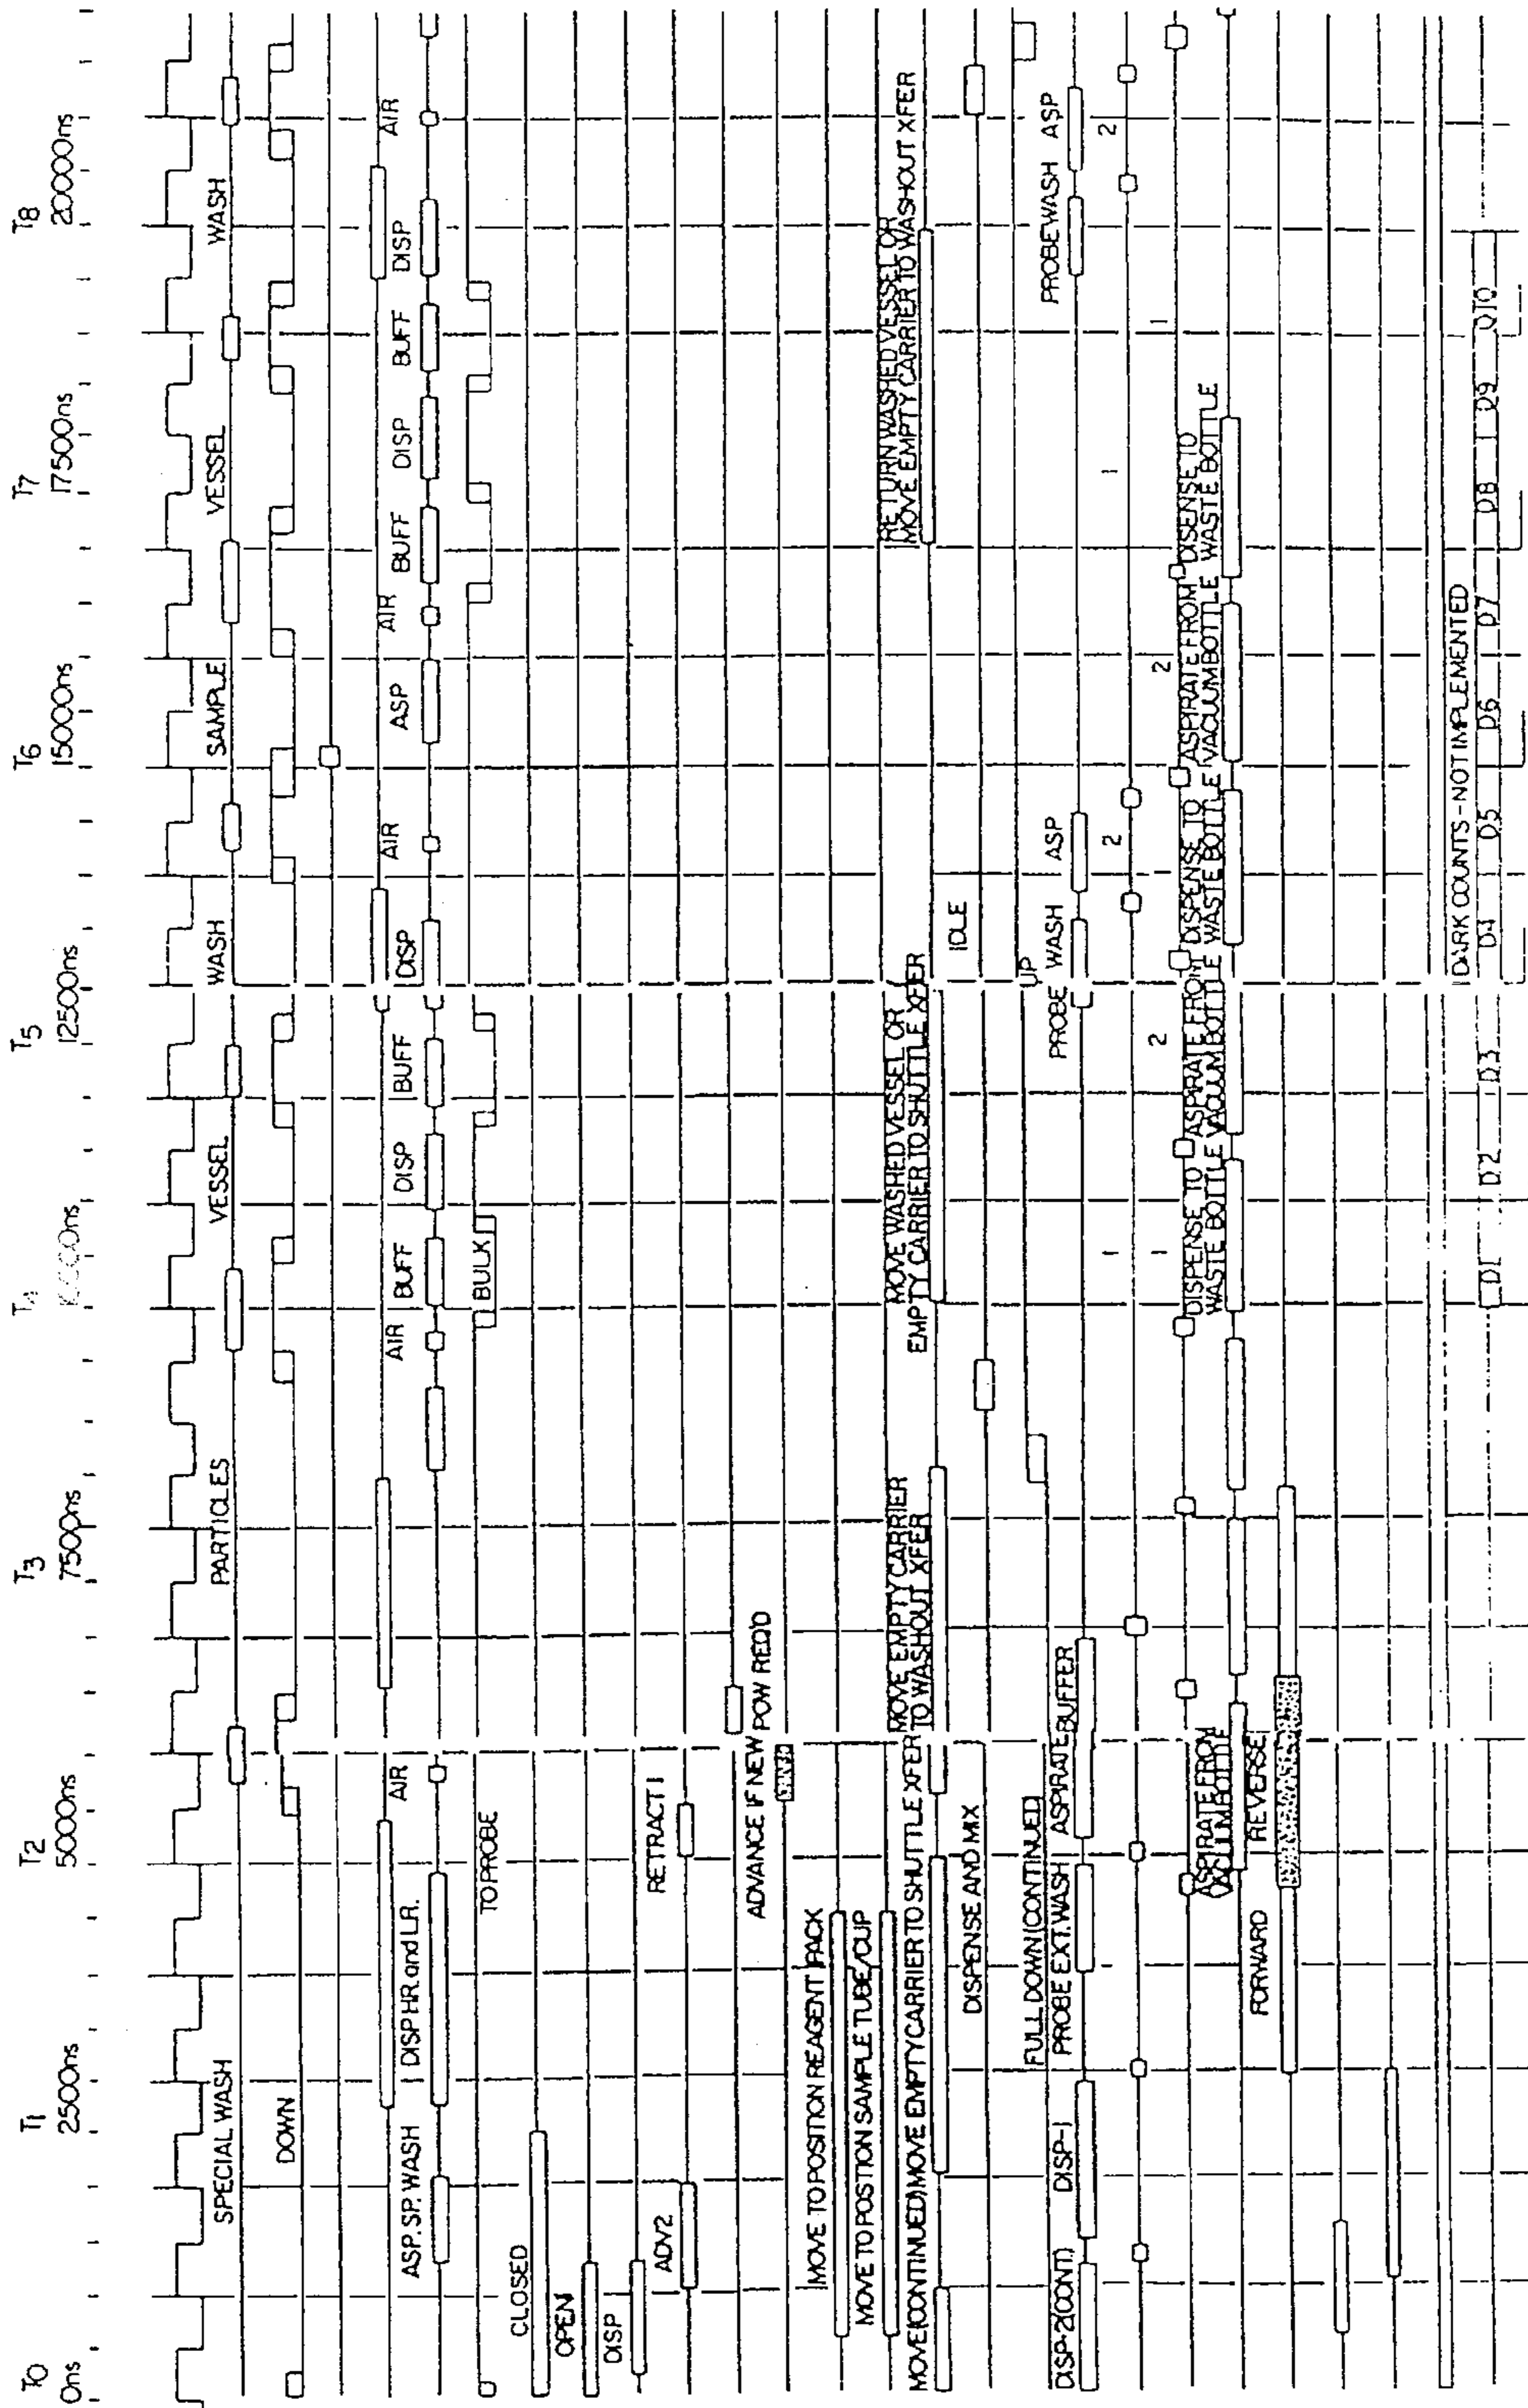 T0 T1 T2 T3 T4 T5 T6 T7 T8
0ns 2500ns 5000ns 7500ns 12500ns 15000ns 17500ns 20000ns
SPECIAL WASH PARTICLES VESSEL WASH SAMPLE VESSEL WASH
DOWN
ASP. SP. WASH DISP HR. and L.R. AIR AIR BUFF DISP BUFF DISP AIR ASP AIR BUFF DISP BUFF DISP AIR
TO PROBE BULK
CLOSED
OPEN
DISP
ADV2 RETRACT 1
ADVANCE IF NEW POW REQ'D
MOVE TO POSITION REAGENT PACK
MOVE TO POSTION SAMPLE TUBE/CUP
MOVE(CONTINUED) MOVE EMPTY CARRIER TO SHUTTLE XFER
MOVE EMPTY CARRIER
TO WASHOUT XFER
MOVE WASHED VESSEL OR
EMPTY CARRIER TO SHUTTLE XFER
RETURN WASHED VESSEL OR
MOVE EMPTY CARRIER TO WASHOUT XFER
DISPENSE AND MIX IDLE
FULL DOWN (CONTINUED) UP
DISP-2(CONT.) DISP-1 PROBE EXT. WASH ASPIRATE BUFFER PROBE WASH ASP PROBE WASH ASP
1 2 1 2
1 2 1 2 1
ASPIRATE FROM
VACUUM BOTTLE
DISPENSE TO
WASTE BOTTLE
ASPIRATE FROM
VACUUM BOTTLE
DISPENSE TO
WASTE BOTTLE
ASPIRATE FROM
VACUUM BOTTLE
DISENSE TO
WASTE BOTTLE
FORWARD REVERSE
DARK COUNTS - NOT IMPLEMENTED
D1 D2 D3 D4 D5 D6 D7 D8 D9 D10